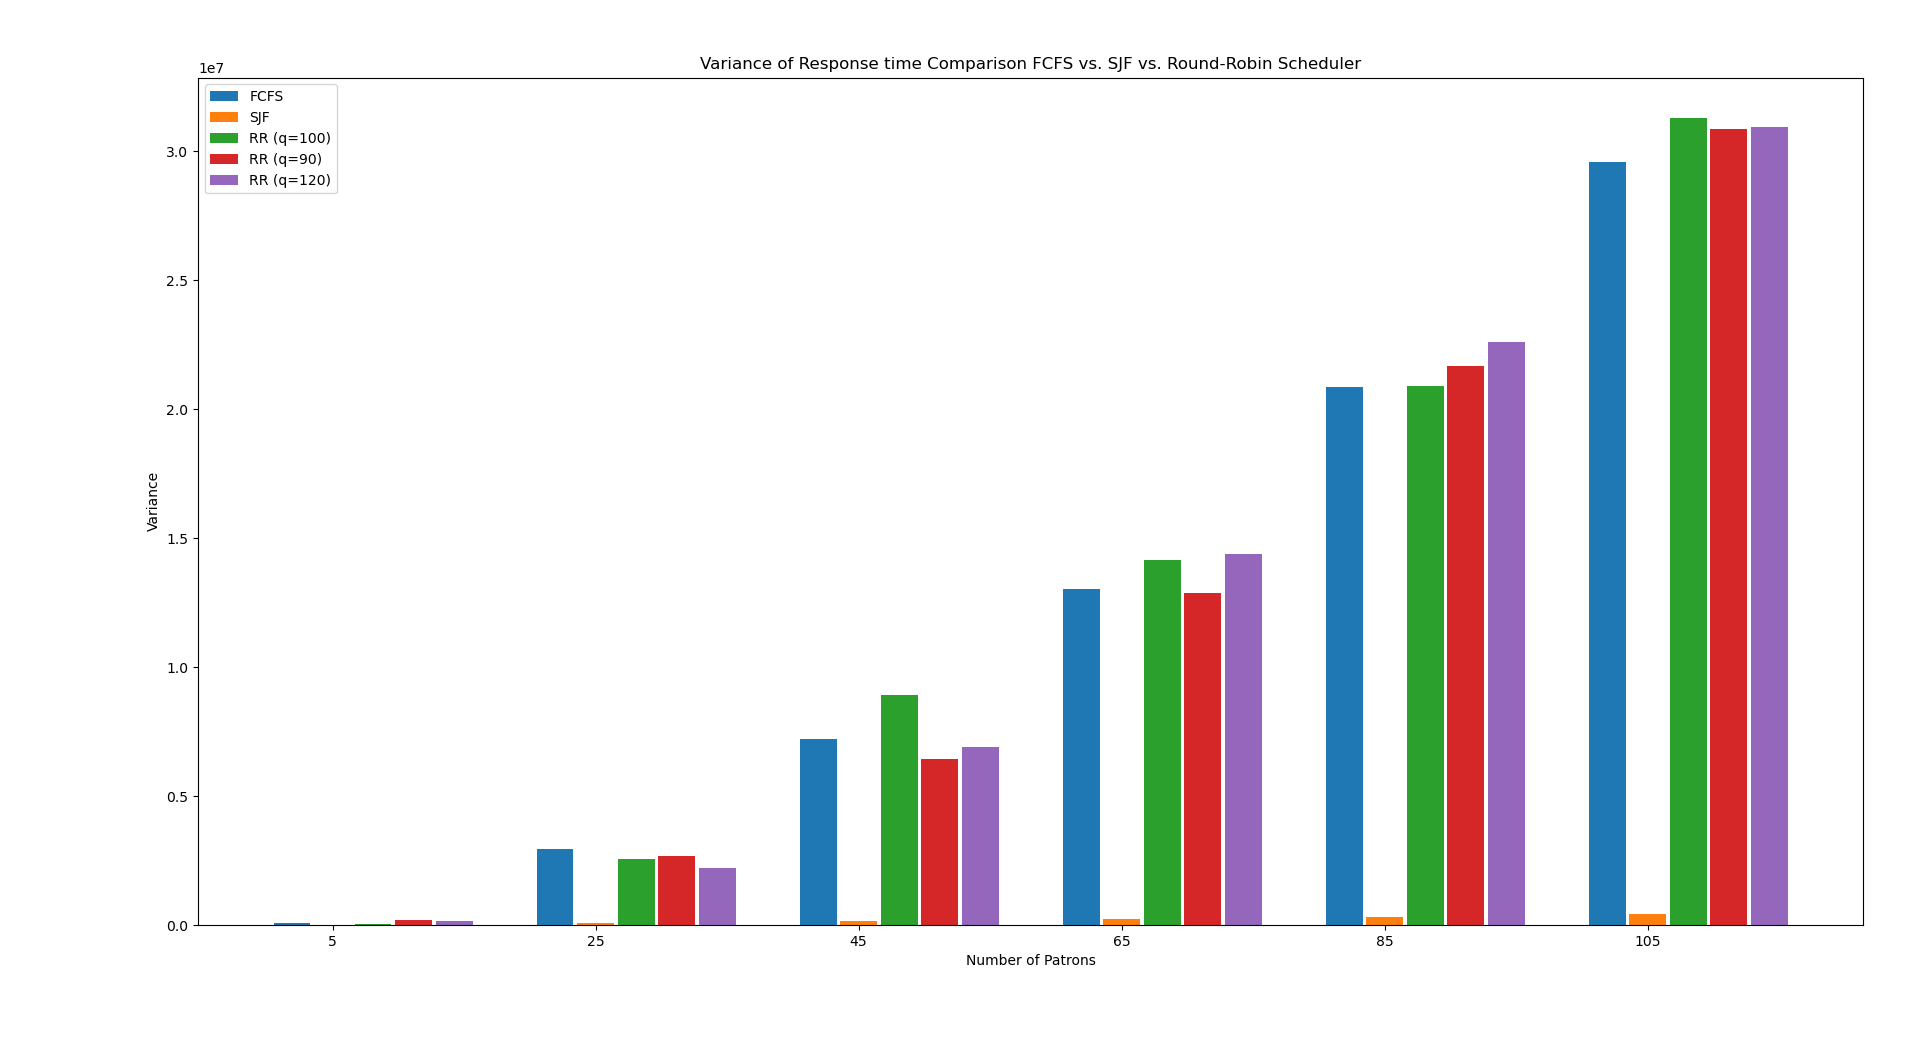 Variance of Response time Comparison FCFS vs. SJF vs. Round-Robin Scheduler
1e7
FCFS
SJF
RR (q=100)
RR (q=90)
RR (q=120)
3.0
2.5
2.0
1.5
1.0
0.5
0.0
Variance
5 25 45 65 85 105
Number of Patrons